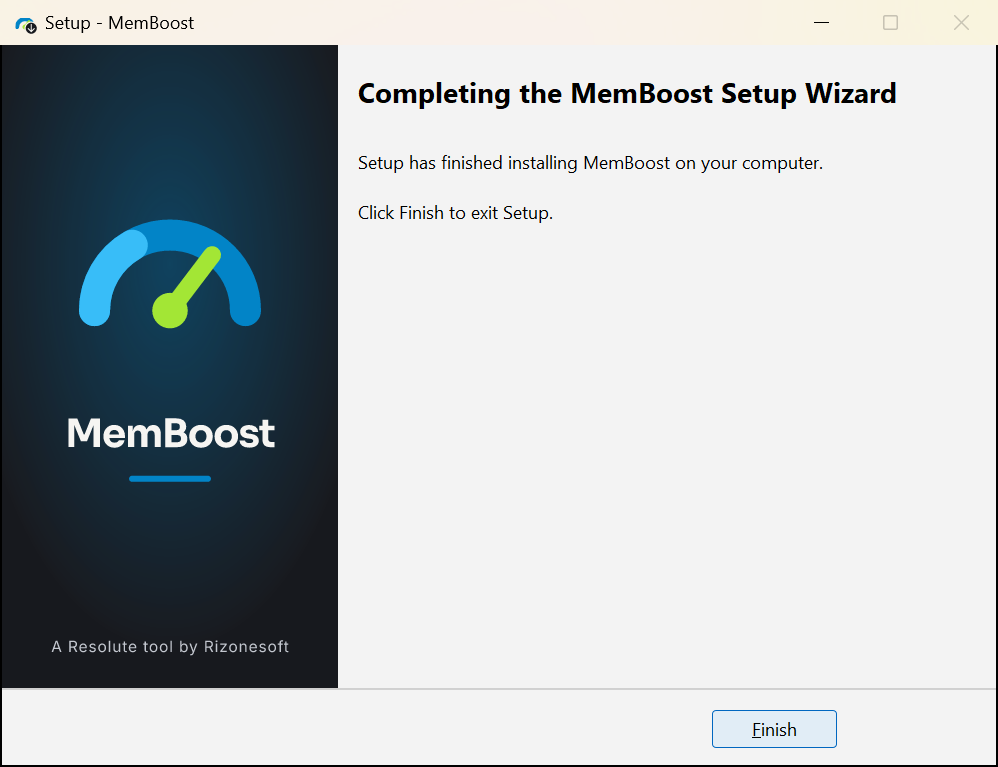 Setup - MemBoost
Completing the MemBoost Setup Wizard
Setup has finished installing MemBoost on your computer.
Click Finish to exit Setup.
MemBoost
A Resolute tool by Rizonesoft
Finish